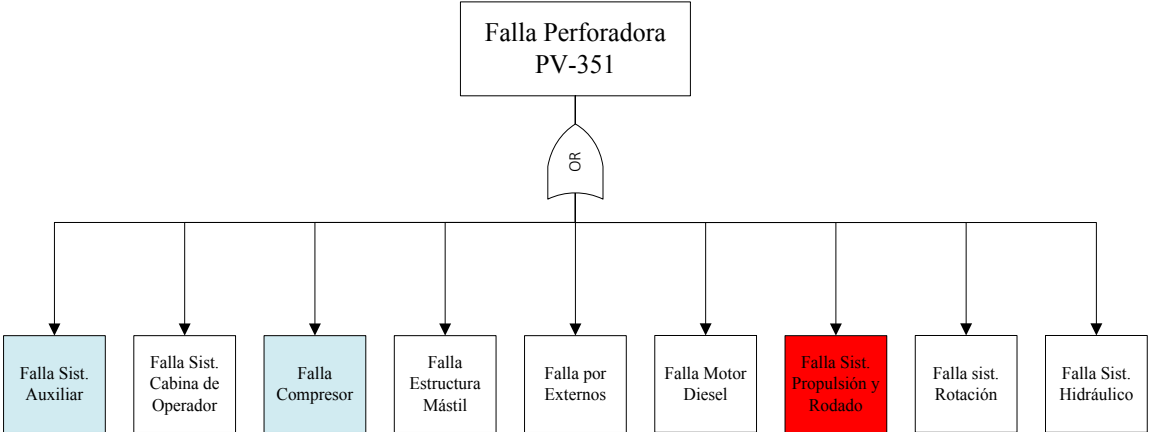 Falla Perforadora
PV-351
OR
Falla Sist.
Auxiliar
Falla Sist.
Cabina de
Operador
Falla
Compresor
Falla
Estructura
Mástil
Falla por
Externos
Falla Motor
Diesel
Falla Sist.
Propulsión y
Rodado
Falla sist.
Rotación
Falla Sist.
Hidráulico